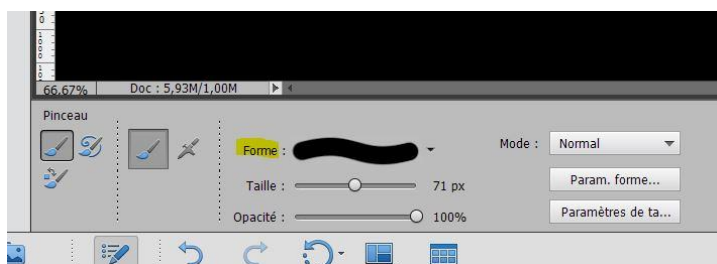 66,67% Doc : 5,93M/1,00M
Pinceau
Forme : Mode : Normal
Taille : 71 px Param. forme...
Opacité : 100% Paramètres de ta...